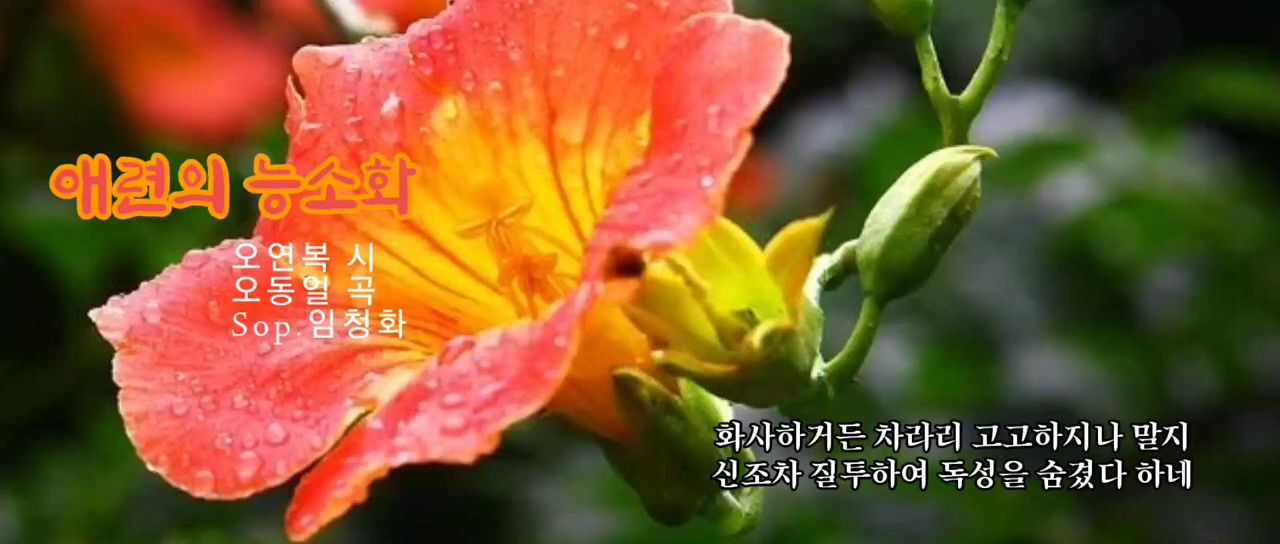 애련의 능소화
오연복 시
오동일 곡
Sop.임청화
화사하거든 차라리 고고하지나 말지
신조차 질투하여 독성을 숨겼다 하네